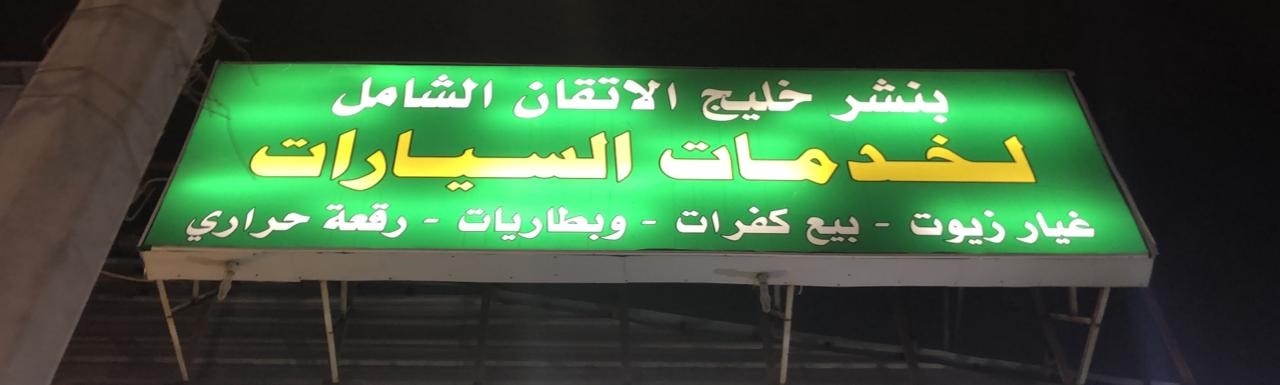 بنشر خليج الاتقان الشامل
لخدمات السيارات
غيار زيوت - بيع كفرات - وبطاريات - رقعة حراري